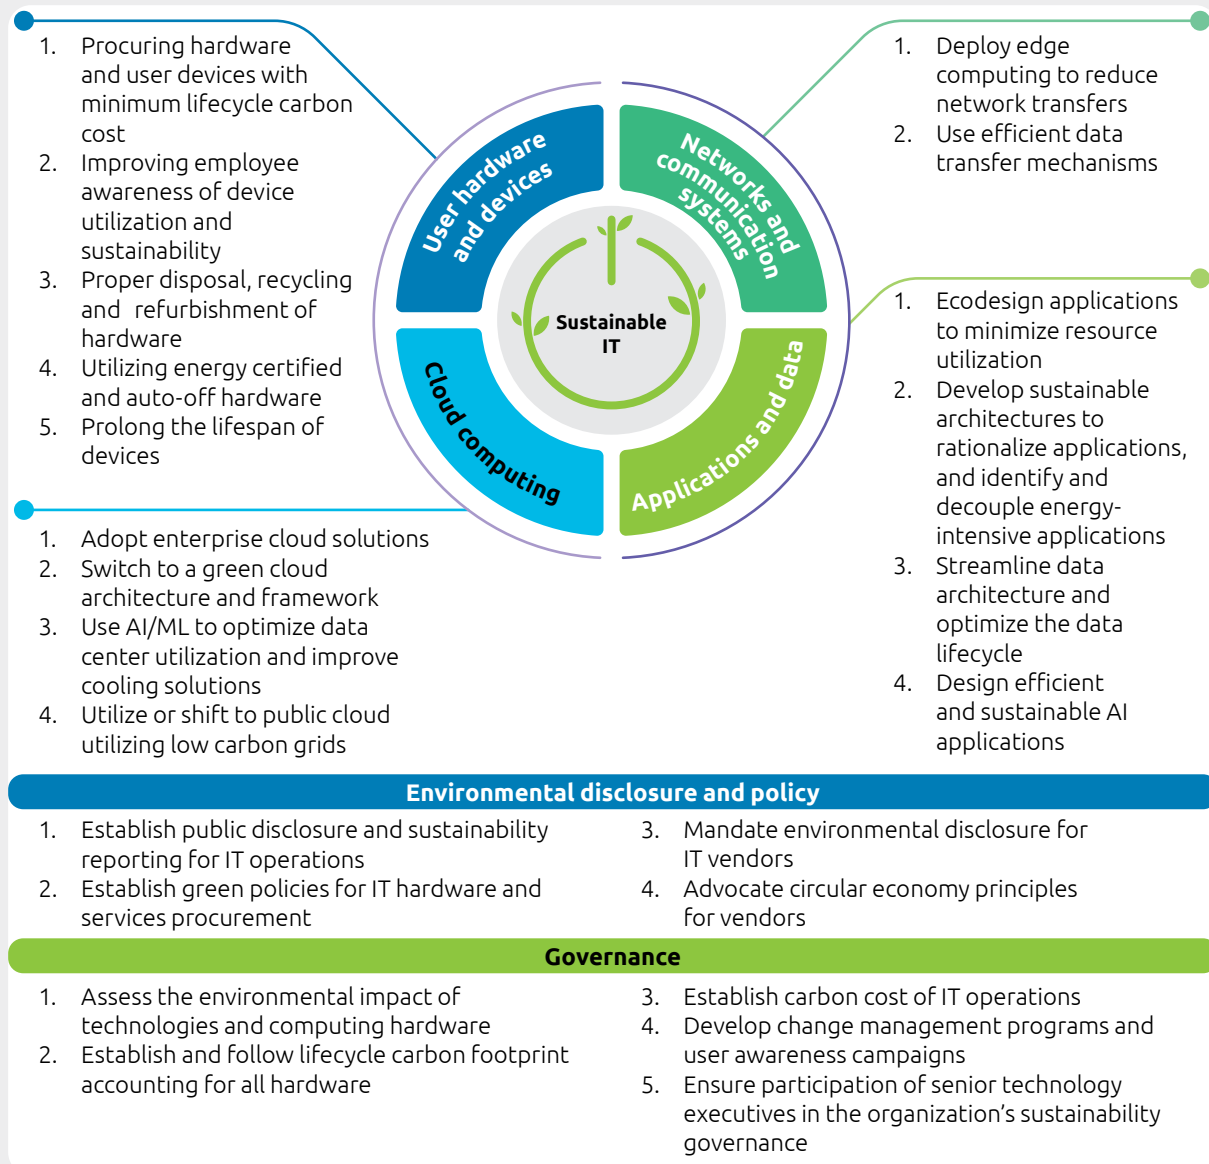 1. Procuring hardware
and user devices with
minimum lifecycle carbon
cost
2. Improving employee
awareness of device
utilization and
sustainability
3. Proper disposal, recycling
and refurbishment of
hardware
4. Utilizing energy certified
and auto-off hardware
5. Prolong the lifespan of
devices
User hardware
and devices
Networks and
communication
systems
1. Deploy edge
computing to reduce
network transfers
2. Use efficient data
transfer mechanisms
Sustainable
IT
Cloud computing
Applications and data
1. Ecodesign applications
to minimize resource
utilization
2. Develop sustainable
architectures to
rationalize applications,
and identify and
decouple energy-
intensive applications
3. Streamline data
architecture and
optimize the data
lifecycle
4. Design efficient
and sustainable AI
applications
1. Adopt enterprise cloud solutions
2. Switch to a green cloud
architecture and framework
3. Use AI/ML to optimize data
center utilization and improve
cooling solutions
4. Utilize or shift to public cloud
utilizing low carbon grids
Environmental disclosure and policy
1. Establish public disclosure and sustainability
reporting for IT operations
2. Establish green policies for IT hardware and
services procurement
3. Mandate environmental disclosure for
IT vendors
4. Advocate circular economy principles
for vendors
Governance
1. Assess the environmental impact of
technologies and computing hardware
2. Establish and follow lifecycle carbon footprint
accounting for all hardware
3. Establish carbon cost of IT operations
4. Develop change management programs and
user awareness campaigns
5. Ensure participation of senior technology
executives in the organization’s sustainability
governance